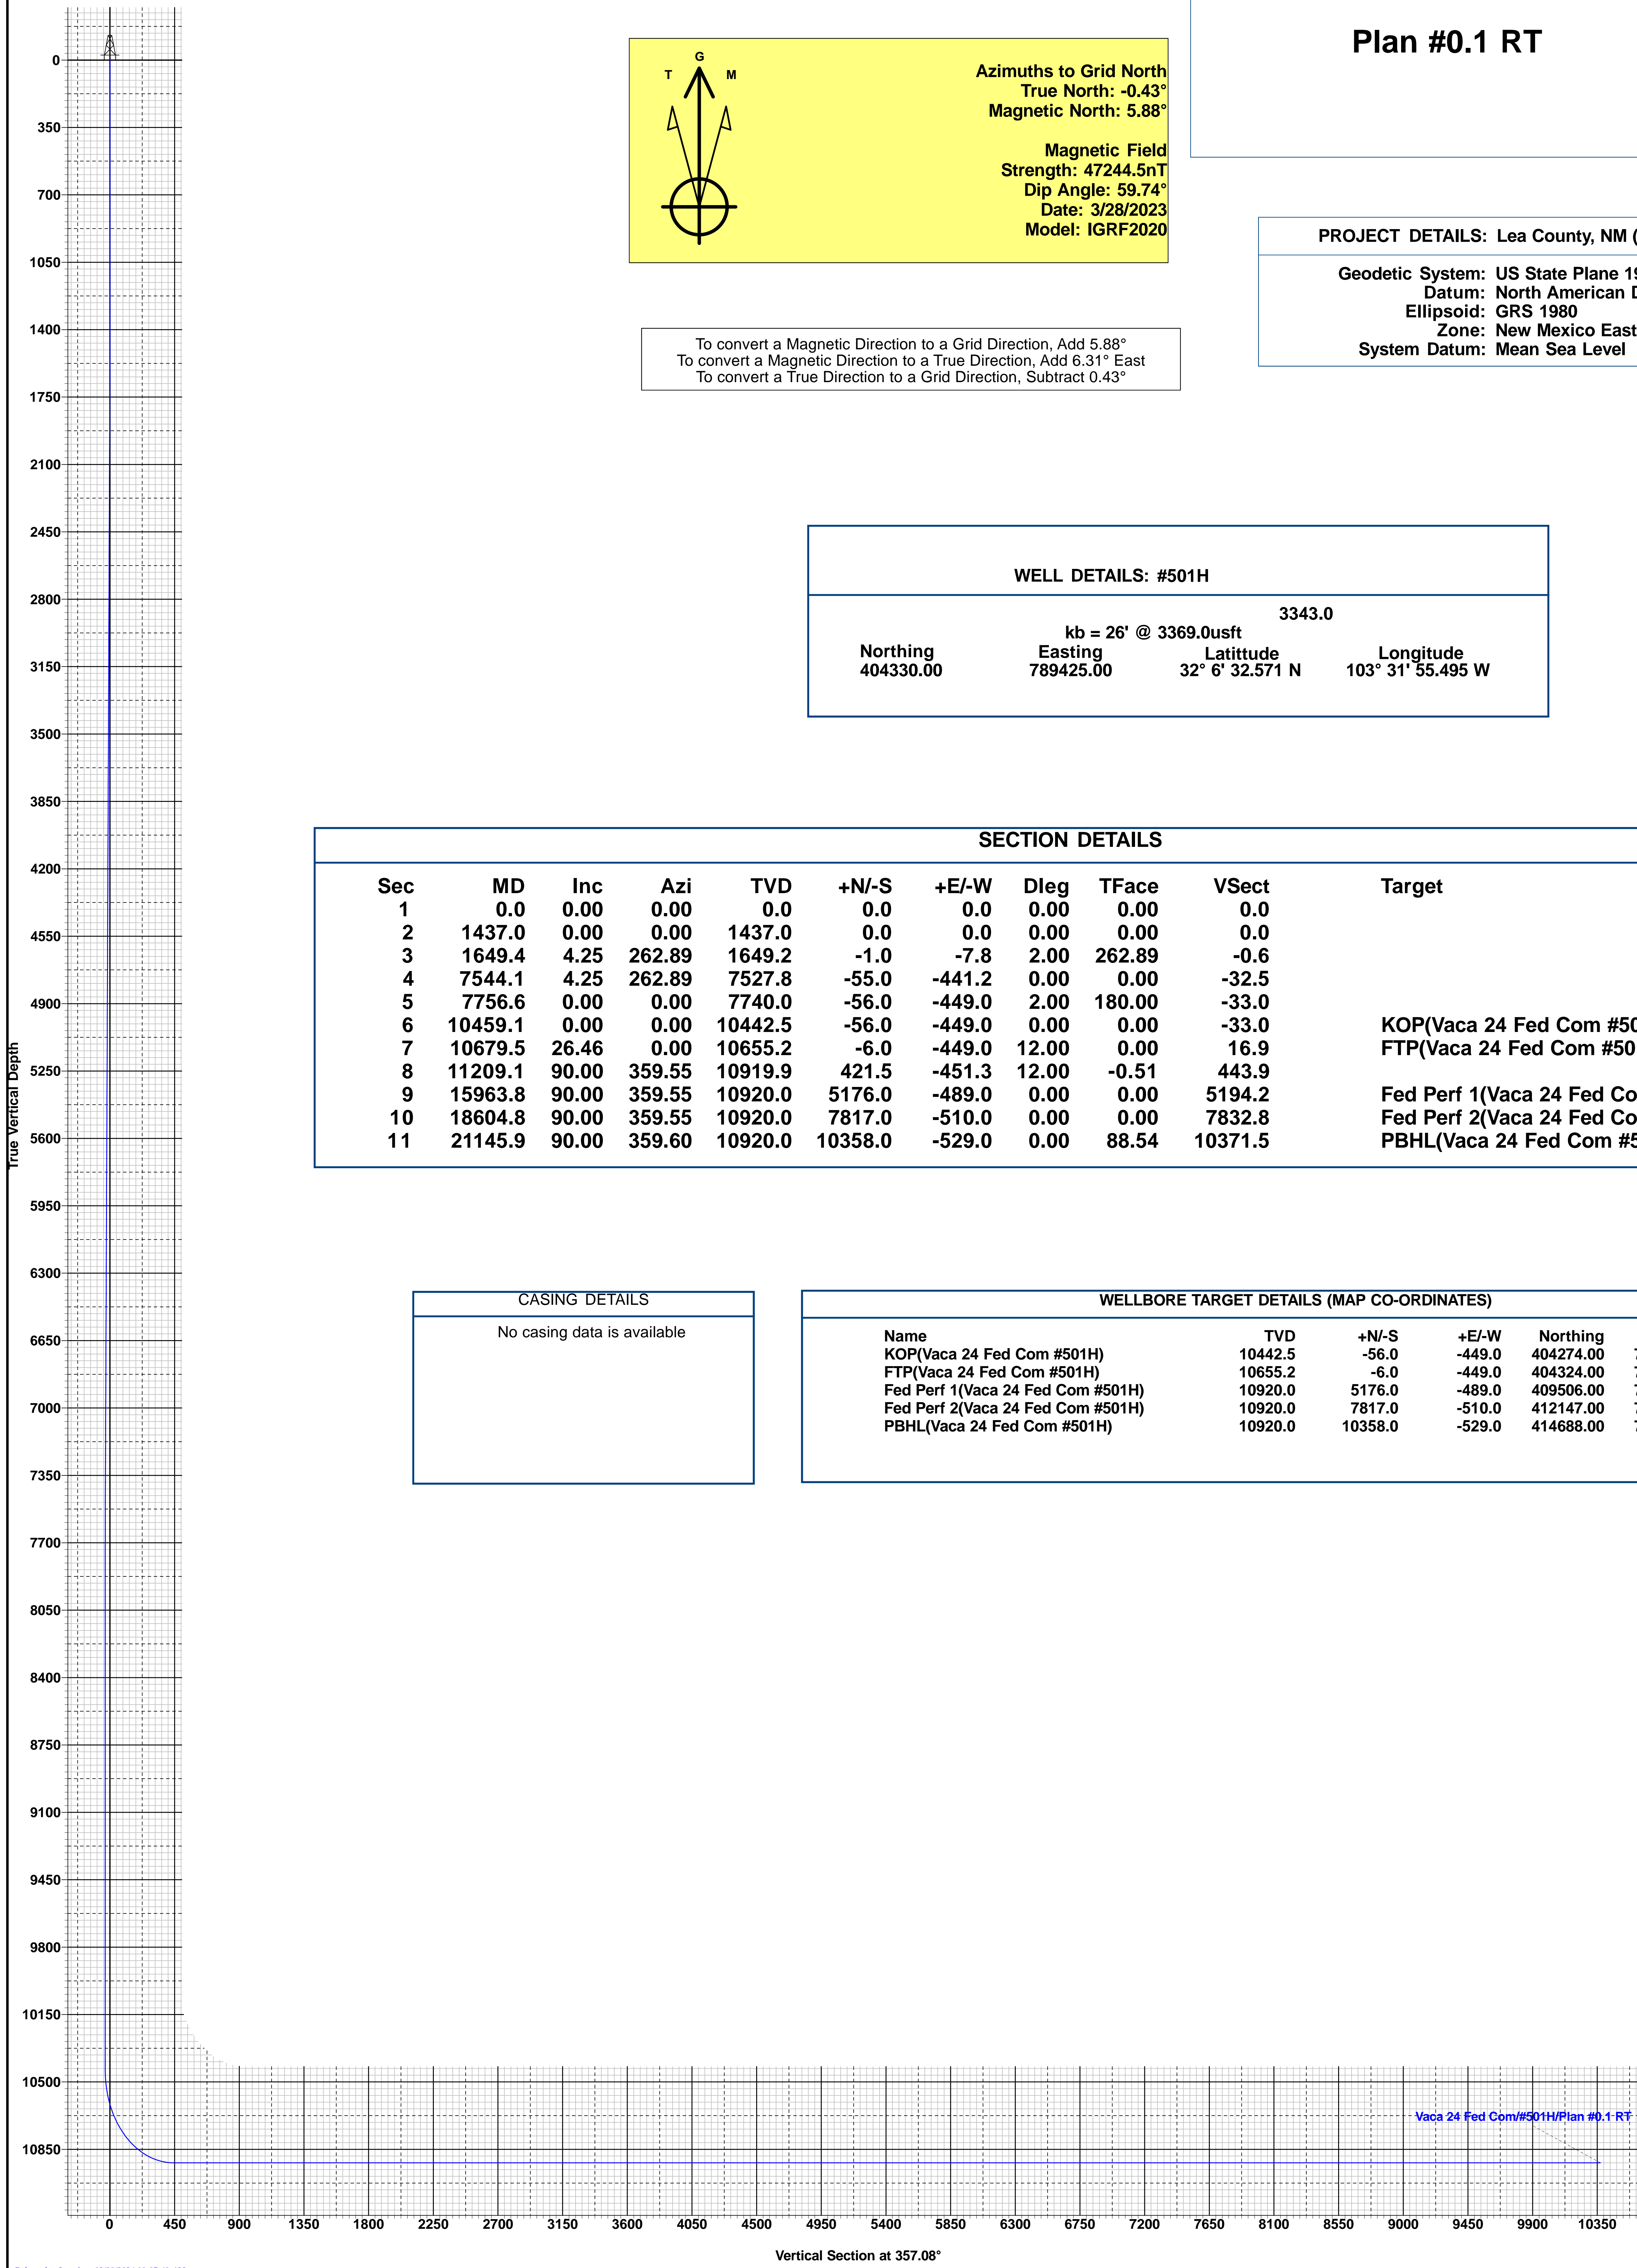 Plan #0.1 RT
T G M
Azimuths to Grid North
True North: -0.43°
Magnetic North: 5.88°
Magnetic Field
Strength: 47244.5nT
Dip Angle: 59.74°
Date: 3/28/2023
Model: IGRF2020
PROJECT DETAILS: Lea County, NM (
Geodetic System: US State Plane 19
Datum: North American D
Ellipsoid: GRS 1980
Zone: New Mexico East
System Datum: Mean Sea Level
To convert a Magnetic Direction to a Grid Direction, Add 5.88°
To convert a Magnetic Direction to a True Direction, Add 6.31° East
To convert a True Direction to a Grid Direction, Subtract 0.43°
WELL DETAILS: #501H
3343.0
kb = 26' @ 3369.0usft
Northing Easting Latittude Longitude
404330.00 789425.00 32° 6' 32.571 N 103° 31' 55.495 W
SECTION DETAILS
Sec MD Inc Azi TVD +N/-S +E/-W Dleg TFace VSect Target
1 0.0 0.00 0.00 0.0 0.0 0.0 0.00 0.00 0.0
2 1437.0 0.00 0.00 1437.0 0.0 0.0 0.00 0.00 0.0
3 1649.4 4.25 262.89 1649.2 -1.0 -7.8 2.00 262.89 -0.6
4 7544.1 4.25 262.89 7527.8 -55.0 -441.2 0.00 0.00 -32.5
5 7756.6 0.00 0.00 7740.0 -56.0 -449.0 2.00 180.00 -33.0
6 10459.1 0.00 0.00 10442.5 -56.0 -449.0 0.00 0.00 -33.0 KOP(Vaca 24 Fed Com #50
7 10679.5 26.46 0.00 10655.2 -6.0 -449.0 12.00 0.00 16.9 FTP(Vaca 24 Fed Com #50
8 11209.1 90.00 359.55 10919.9 421.5 -451.3 12.00 -0.51 443.9
9 15963.8 90.00 359.55 10920.0 5176.0 -489.0 0.00 0.00 5194.2 Fed Perf 1(Vaca 24 Fed Co
10 18604.8 90.00 359.55 10920.0 7817.0 -510.0 0.00 0.00 7832.8 Fed Perf 2(Vaca 24 Fed Co
11 21145.9 90.00 359.60 10920.0 10358.0 -529.0 0.00 88.54 10371.5 PBHL(Vaca 24 Fed Com #5
CASING DETAILS
No casing data is available
WELLBORE TARGET DETAILS (MAP CO-ORDINATES)
Name TVD +N/-S +E/-W Northing
KOP(Vaca 24 Fed Com #501H) 10442.5 -56.0 -449.0 404274.00
FTP(Vaca 24 Fed Com #501H) 10655.2 -6.0 -449.0 404324.00
Fed Perf 1(Vaca 24 Fed Com #501H) 10920.0 5176.0 -489.0 409506.00
Fed Perf 2(Vaca 24 Fed Com #501H) 10920.0 7817.0 -510.0 412147.00
PBHL(Vaca 24 Fed Com #501H) 10920.0 10358.0 -529.0 414688.00
True Vertical Depth
0
350
700
1050
1400
1750
2100
2450
2800
3150
3500
3850
4200
4550
4900
5250
5600
5950
6300
6650
7000
7350
7700
8050
8400
8750
9100
9450
9800
10150
10500
10850
Vaca 24 Fed Com/#501H/Plan #0.1 RT
0 450 900 1350 1800 2250 2700 3150 3600 4050 4500 4950 5400 5850 6300 6750 7200 7650 8100 8550 9000 9450 9900 10350
Vertical Section at 357.08°